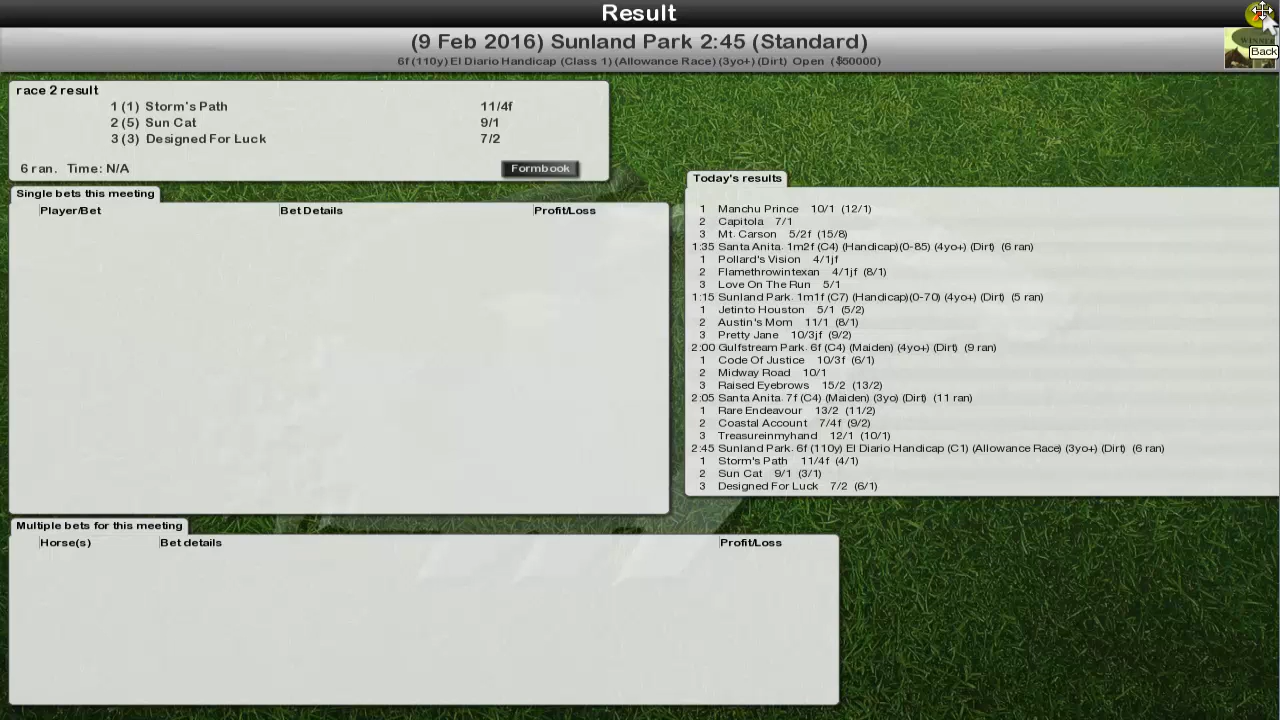 Result
(9 Feb 2016) Sunland Park 2:45 (Standard)
6f (110y) El Diario Handicap (Class 1) (Allowance Race) (3yo+) (Dirt) Open ($50000)
WINNER
Back
race 2 result
1 (1) Storm's Path 11/4f
2 (5) Sun Cat 9/1
3 (3) Designed For Luck 7/2
6 ran. Time: N/A
Formbook
Single bets this meeting
Player/Bet Bet Details Profit/Loss
Today's results
1 Manchu Prince 10/1 (12/1)
2 Capitola 7/1
3 Mt. Carson 5/2f (15/8)
1:35 Santa Anita. 1m2f (C4) (Handicap)(0-85) (4yo+) (Dirt) (6 ran)
1 Pollard's Vision 4/1jf
2 Flamethrowintexan 4/1jf (8/1)
3 Love On The Run 5/1
1:15 Sunland Park. 1m1f (C7) (Handicap)(0-70) (4yo+) (Dirt) (5 ran)
1 Jetinto Houston 5/1 (5/2)
2 Austin's Mom 11/1 (8/1)
3 Pretty Jane 10/3jf (9/2)
2:00 Gulfstream Park. 6f (C4) (Maiden) (4yo+) (Dirt) (9 ran)
1 Code Of Justice 10/3f (6/1)
2 Midway Road 10/1
3 Raised Eyebrows 15/2 (13/2)
2:05 Santa Anita. 7f (C4) (Maiden) (3yo) (Dirt) (11 ran)
1 Rare Endeavour 13/2 (11/2)
2 Coastal Account 7/4f (9/2)
3 Treasureinmyhand 12/1 (10/1)
2:45 Sunland Park. 6f (110y) El Diario Handicap (C1) (Allowance Race) (3yo+) (Dirt) (6 ran)
1 Storm's Path 11/4f (4/1)
2 Sun Cat 9/1 (3/1)
3 Designed For Luck 7/2 (6/1)
Multiple bets for this meeting
Horse(s) Bet details Profit/Loss